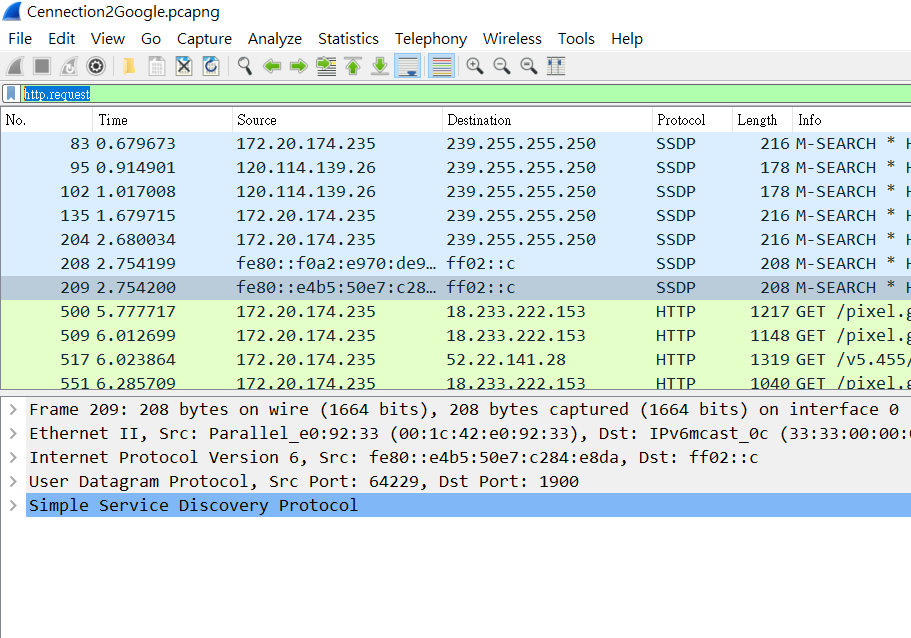 Cennection2Google.pcapng
File Edit View Go Capture Analyze Statistics Telephony Wireless Tools Help
http.request
No. Time Source Destination Protocol Length Info
83 0.679673 172.20.174.235 239.255.255.250 SSDP 216 M-SEARCH * H
95 0.914901 120.114.139.26 239.255.255.250 SSDP 178 M-SEARCH * H
102 1.017008 120.114.139.26 239.255.255.250 SSDP 178 M-SEARCH * H
135 1.679715 172.20.174.235 239.255.255.250 SSDP 216 M-SEARCH * H
204 2.680034 172.20.174.235 239.255.255.250 SSDP 216 M-SEARCH * H
208 2.754199 fe80::f0a2:e970:de9… ff02::c SSDP 208 M-SEARCH * H
209 2.754200 fe80::e4b5:50e7:c28… ff02::c SSDP 208 M-SEARCH * H
500 5.777717 172.20.174.235 18.233.222.153 HTTP 1217 GET /pixel.g
509 6.012699 172.20.174.235 18.233.222.153 HTTP 1148 GET /pixel.g
517 6.023864 172.20.174.235 52.22.141.28 HTTP 1319 GET /v5.455/
551 6.285709 172.20.174.235 18.233.222.153 HTTP 1040 GET /pixel.g
Frame 209: 208 bytes on wire (1664 bits), 208 bytes captured (1664 bits) on interface 0
Ethernet II, Src: Parallel_e0:92:33 (00:1c:42:e0:92:33), Dst: IPv6mcast_0c (33:33:00:00:0
Internet Protocol Version 6, Src: fe80::e4b5:50e7:c284:e8da, Dst: ff02::c
User Datagram Protocol, Src Port: 64229, Dst Port: 1900
Simple Service Discovery Protocol